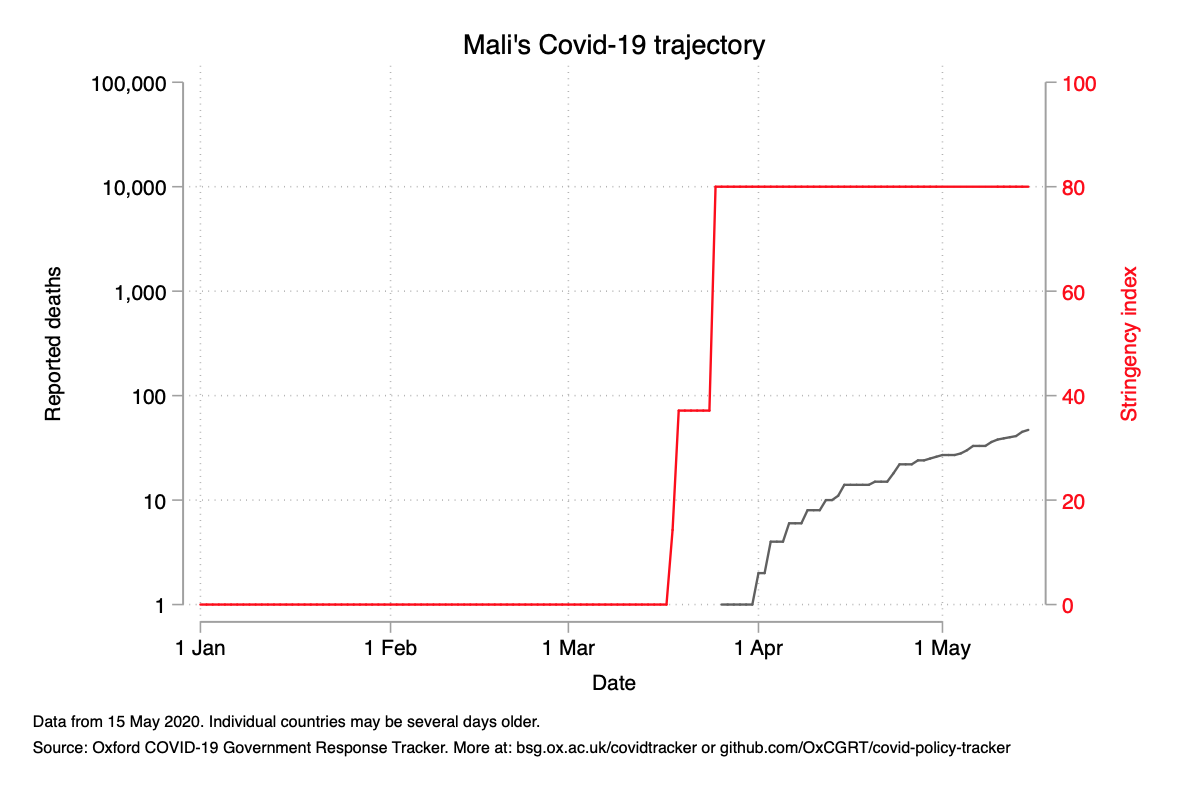 Mali's Covid-19 trajectory
100,000
10,000
1,000
100
10
1
Reported deaths
100
80
60
40
20
0
Stringency index
1 Jan 1 Feb 1 Mar 1 Apr 1 May
Date
Data from 15 May 2020. Individual countries may be several days older.
Source: Oxford COVID-19 Government Response Tracker. More at: bsg.ox.ac.uk/covidtracker or github.com/OxCGRT/covid-policy-tracker